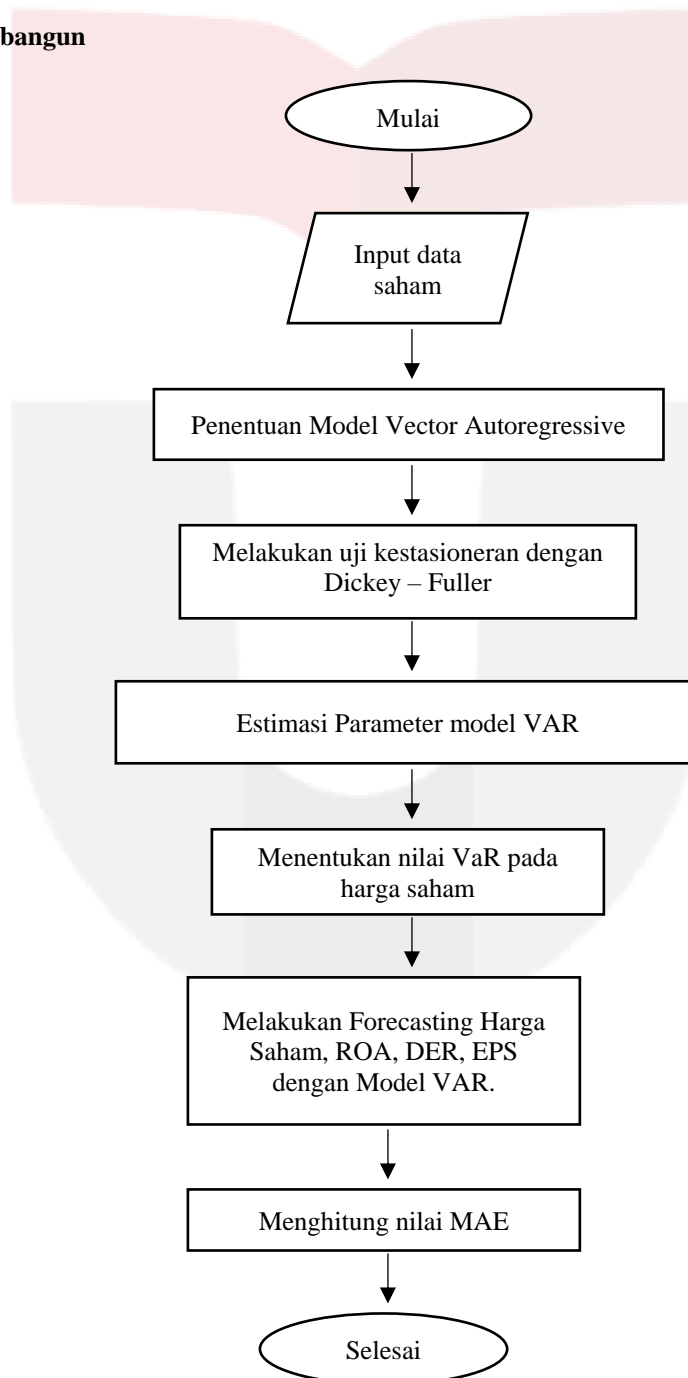 bangun
Mulai
Input data
saham
Penentuan Model Vector Autoregressive
Melakukan uji kestasioneran dengan
Dickey – Fuller
Estimasi Parameter model VAR
Menentukan nilai VaR pada
harga saham
Melakukan Forecasting Harga
Saham, ROA, DER, EPS
dengan Model VAR.
Menghitung nilai MAE
Selesai